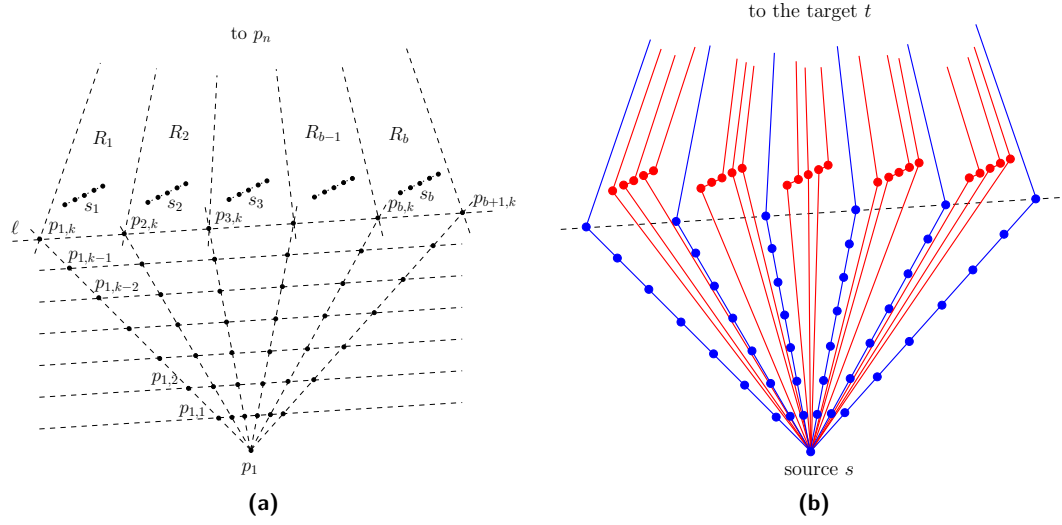 to $p_n$
$R_1$ $R_2$ $R_{b-1}$ $R_b$
$s_1$ $s_2$ $s_3$ $s_b$
$\ell$ $p_{1,k}$ $p_{2,k}$ $p_{3,k}$ $p_{b,k}$ $p_{b+1,k}$
$p_{1,k-1}$
$p_{1,k-2}$
$p_{1,2}$
$p_{1,1}$
$p_1$
(a)
to the target $t$
source $s$
(b)